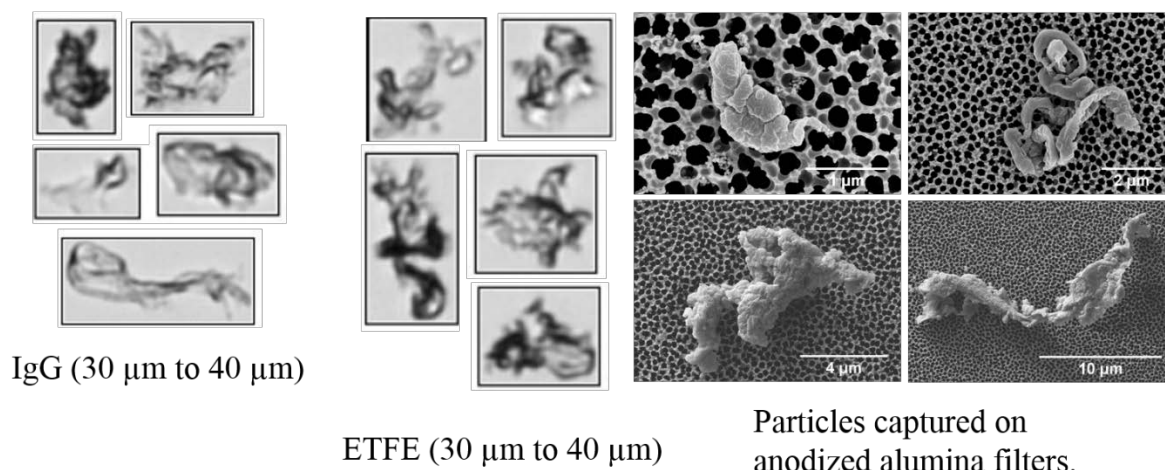 1 µm
2 µm
4 µm
10 µm
IgG (30 µm to 40 µm)
ETFE (30 µm to 40 µm)
Particles captured on
anodized alumina filters.